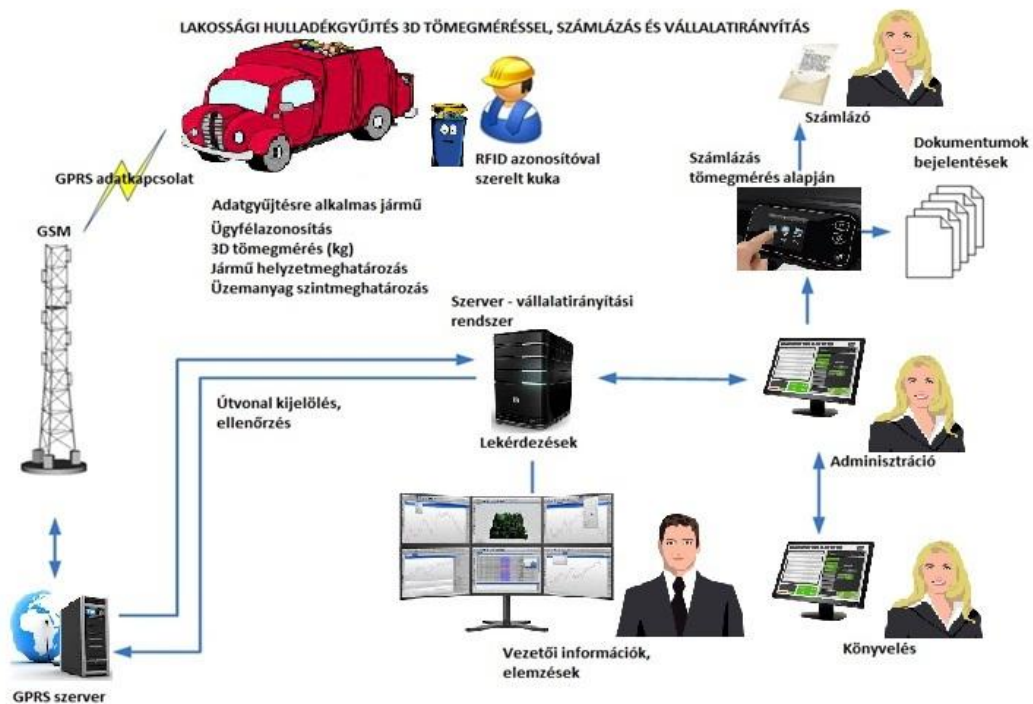 LAKOSSÁGI HULLADÉKGYŰJTÉS 3D TÖMEGMÉRÉSSEL, SZÁMLÁZÁS ÉS VÁLLALATIRÁNYÍTÁS
Számlázó
RFID azonosítóval
szerelt kuka
GPRS adatkapcsolat
Számlázás
tömegmérés alapján
Dokumentumok
bejelentések
Adatgyűjtésre alkalmas jármű
Ügyfélazonosítás
3D tömegmérés (kg)
Jármű helyzetmeghatározás
Üzemanyag szintmeghatározás
GSM
Szerver - vállalatirányítási
rendszer
Útvonal kijelölés,
ellenőrzés
Lekérdezések
Adminisztráció
Vezetői információk,
elemzések
Könyvelés
GPRS szerver